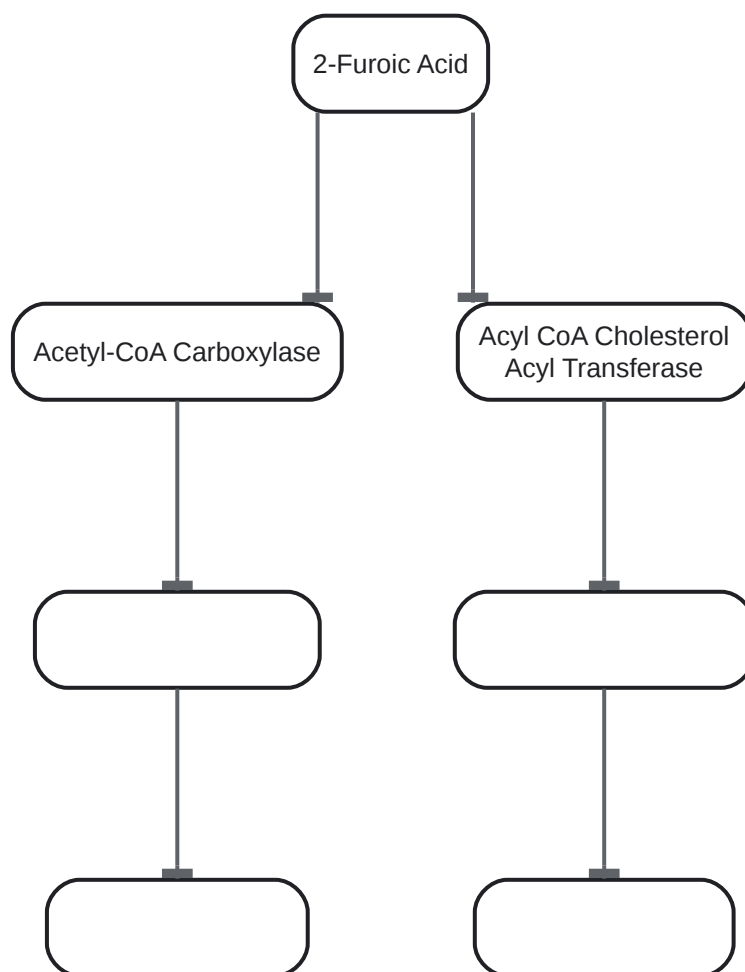 2-Furoic Acid
Acetyl-CoA Carboxylase
Acyl CoA Cholesterol
Acyl Transferase